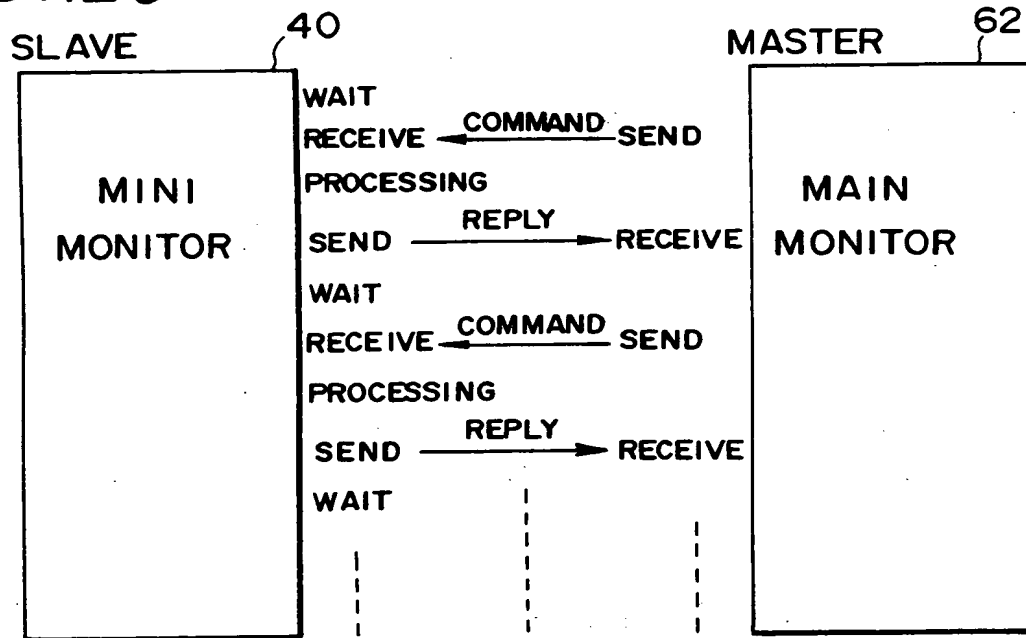 SLAVE 40 MASTER 62
WAIT
RECEIVE COMMAND SEND
MINI PROCESSING MAIN
MONITOR SEND REPLY RECEIVE MONITOR
WAIT
RECEIVE COMMAND SEND
PROCESSING
SEND REPLY RECEIVE
WAIT